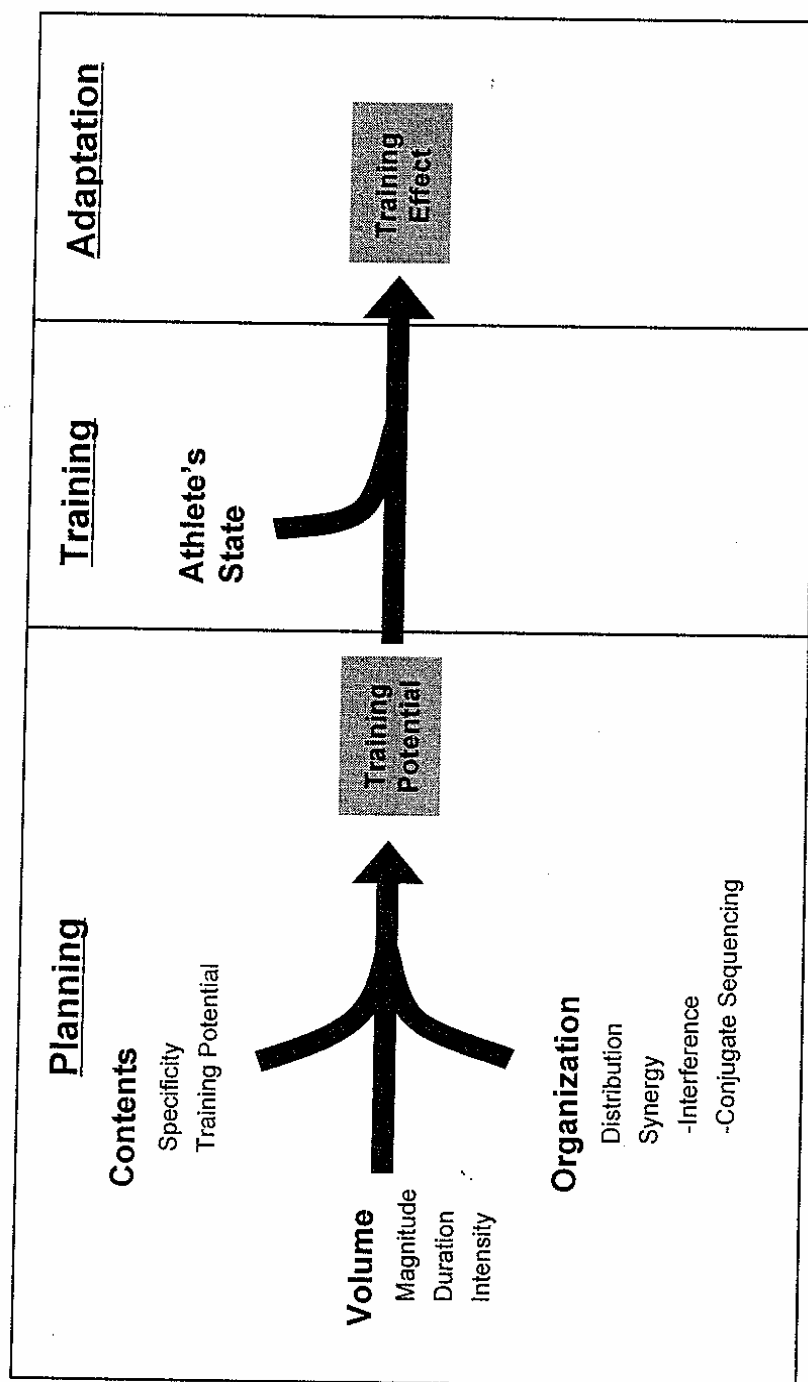 Planning
Contents
Specificity
Training Potential
Volume
Magnitude
Duration
Intensity
Organization
Distribution
Synergy
-Interference
-Conjugate Sequencing
Training
Potential
Training
Athlete's
State
Adaptation
Training
Effect